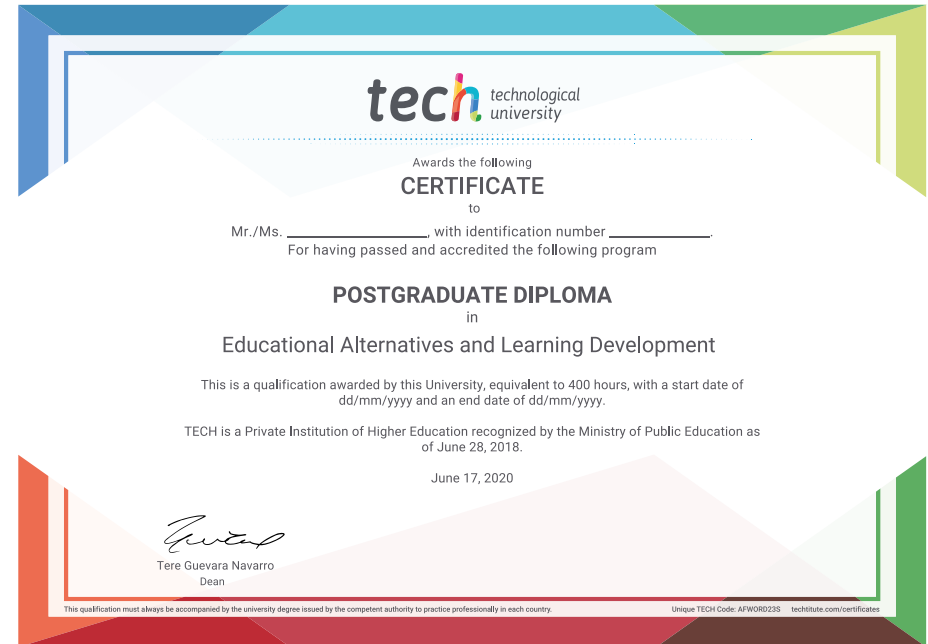 tech technological
university
Awards the following
CERTIFICATE
to
Mr./Ms. ________________, with identification number ____________.
For having passed and accredited the following program
POSTGRADUATE DIPLOMA
in
Educational Alternatives and Learning Development
This is a qualification awarded by this University, equivalent to 400 hours, with a start date of
dd/mm/yyyy and an end date of dd/mm/yyyy.
TECH is a Private Institution of Higher Education recognized by the Ministry of Public Education as
of June 28, 2018.
June 17, 2020
Tere Guevara Navarro
Dean
This qualification must always be accompanied by the university degree issued by the competent authority to practice professionally in each country. Unique TECH Code: AFWORD23S techtitute.com/certificates